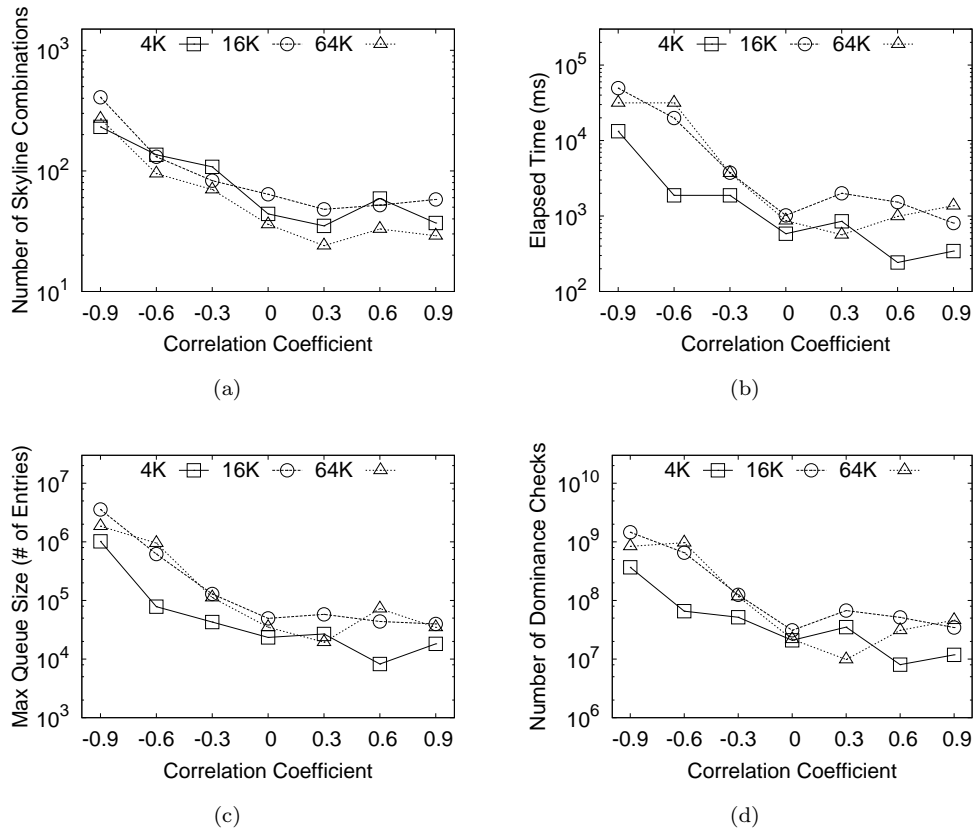 Number of Skyline Combinations
4K 16K 64K
10^3
10^2
10^1
-0.9 -0.6 -0.3 0 0.3 0.6 0.9
Correlation Coefficient
(a)
Elapsed Time (ms)
4K 16K 64K
10^5
10^4
10^3
10^2
-0.9 -0.6 -0.3 0 0.3 0.6 0.9
Correlation Coefficient
(b)
Max Queue Size (# of Entries)
4K 16K 64K
10^7
10^6
10^5
10^4
10^3
-0.9 -0.6 -0.3 0 0.3 0.6 0.9
Correlation Coefficient
(c)
Number of Dominance Checks
4K 16K 64K
10^10
10^9
10^8
10^7
10^6
-0.9 -0.6 -0.3 0 0.3 0.6 0.9
Correlation Coefficient
(d)